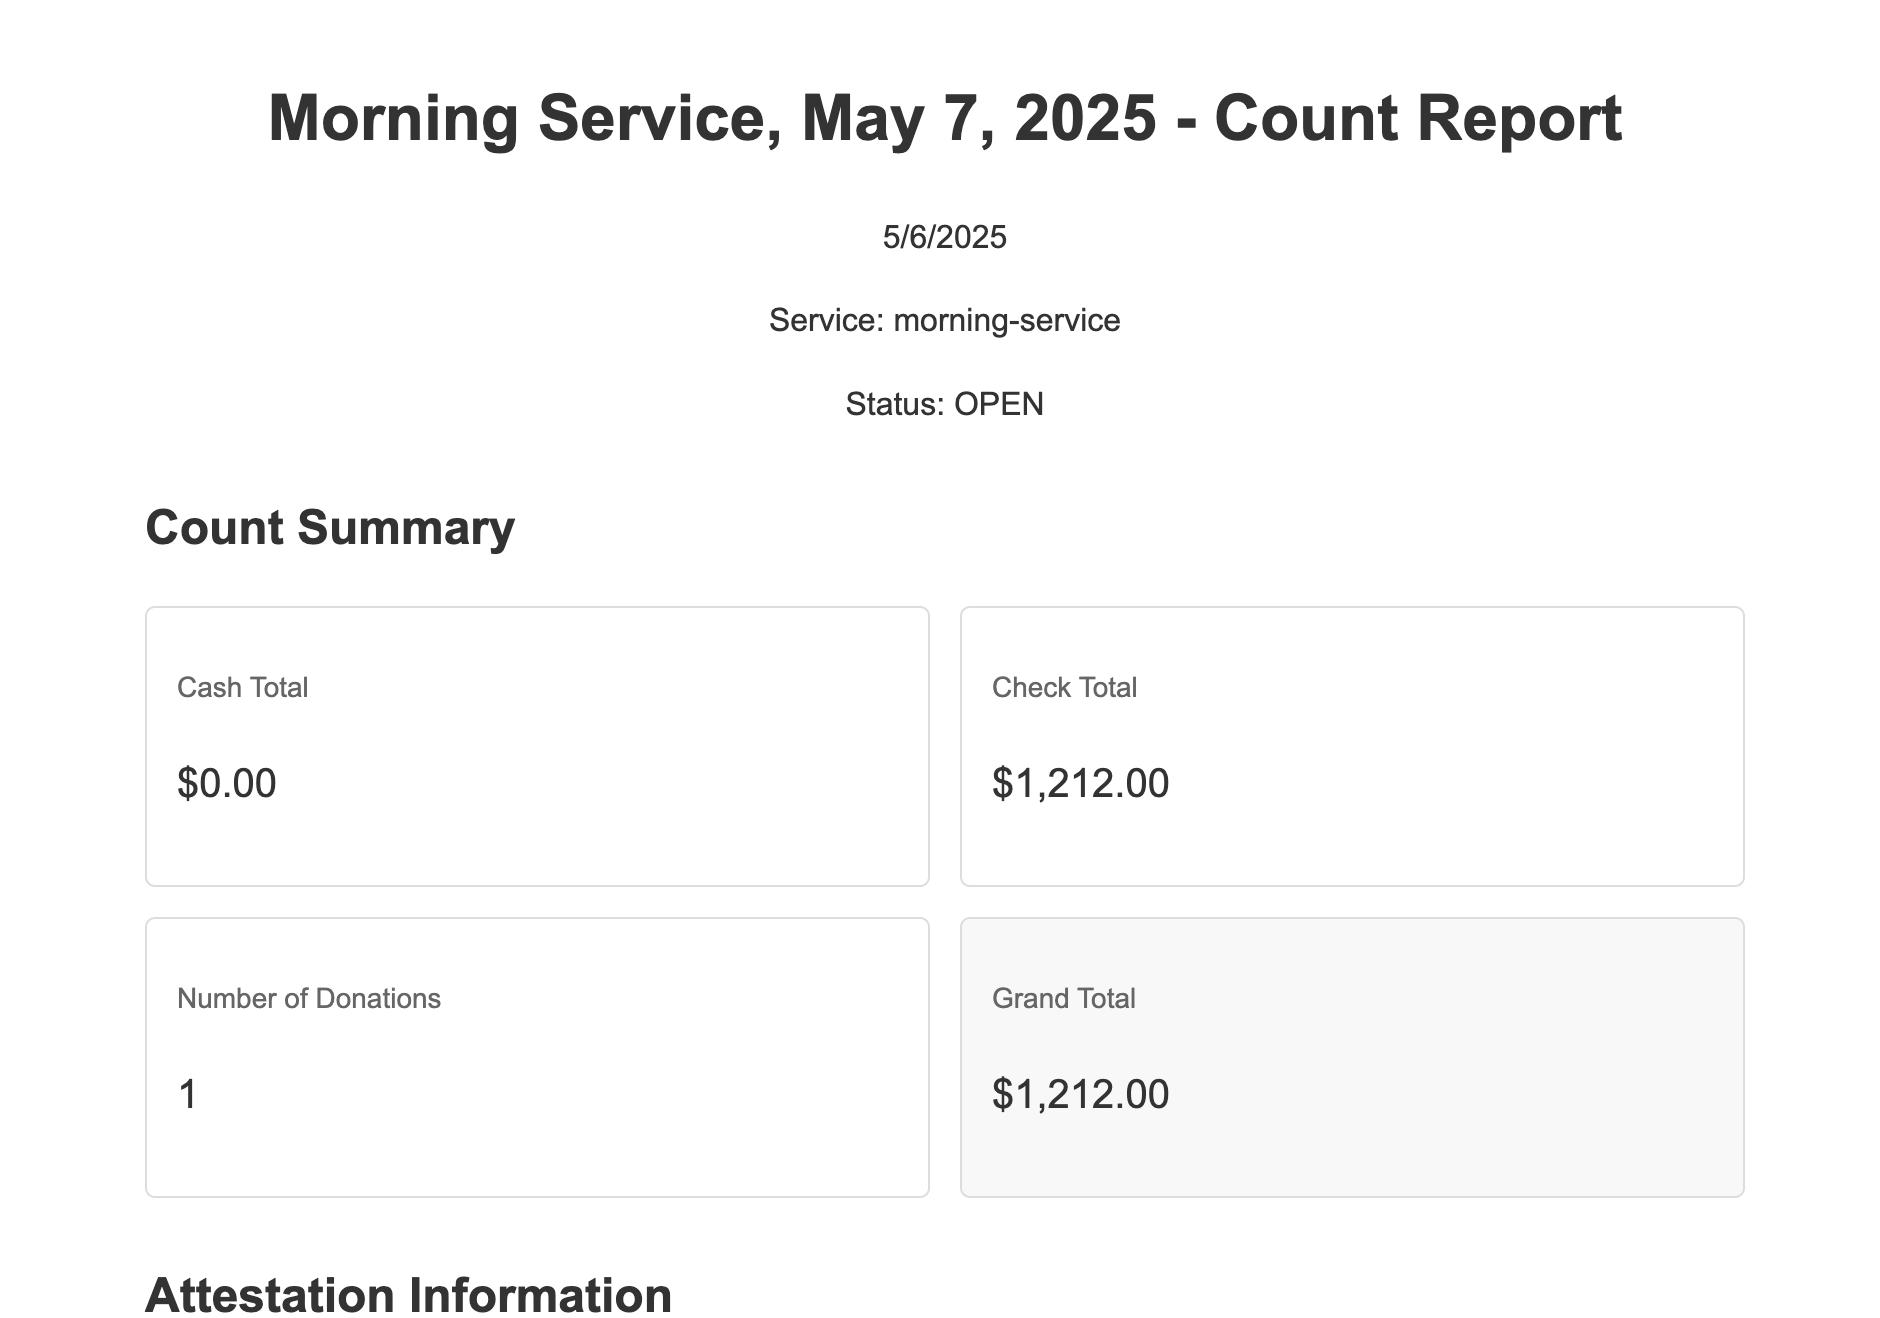 Morning Service, May 7, 2025 - Count Report
5/6/2025
Service: morning-service
Status: OPEN
Count Summary
Cash Total
$0.00
Check Total
$1,212.00
Number of Donations
1
Grand Total
$1,212.00
Attestation Information